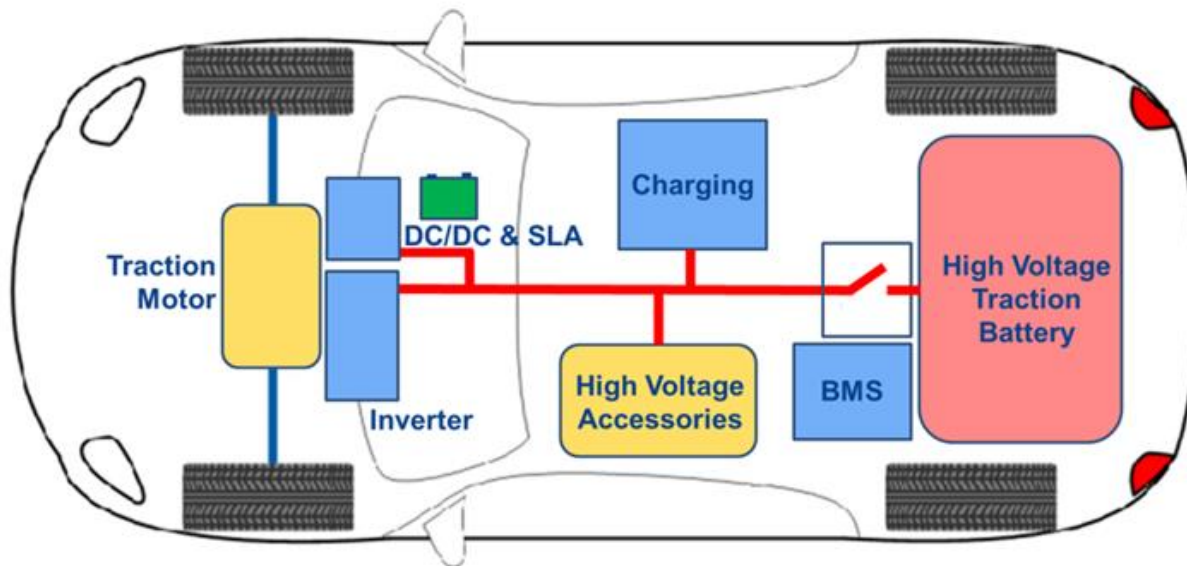 Charging
DC/DC & SLA
Traction
Motor
High Voltage
Traction
Battery
High Voltage
Accessories
BMS
Inverter